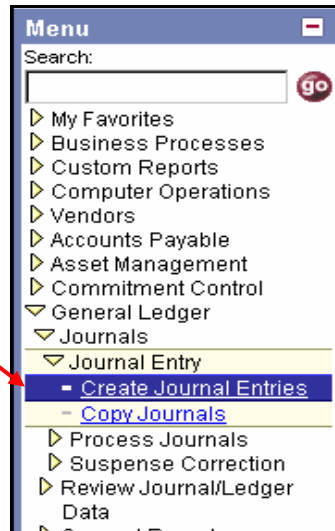 Menu
Search:
go
My Favorites
Business Processes
Custom Reports
Computer Operations
Vendors
Accounts Payable
Asset Management
Commitment Control
General Ledger
Journals
Journal Entry
Create Journal Entries
Copy Journals
Process Journals
Suspense Correction
Review Journal/Ledger
Data